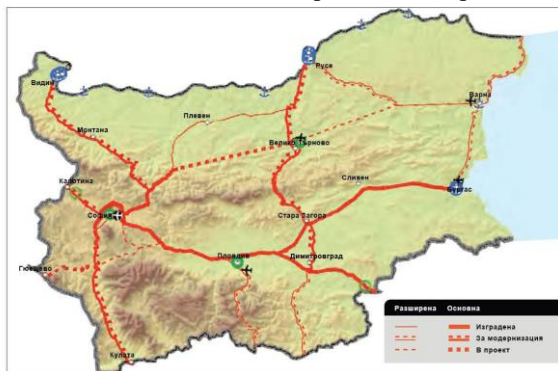 Русе
Видин
Варна
Плевен
Монтана
Велико Търново
Калотина
Сливен
Бургас
София
Стара Загора
Пловдив
Димитровград
Гюешево
Кулата
Разширена Основна
Изградена
За модернизация
В проект